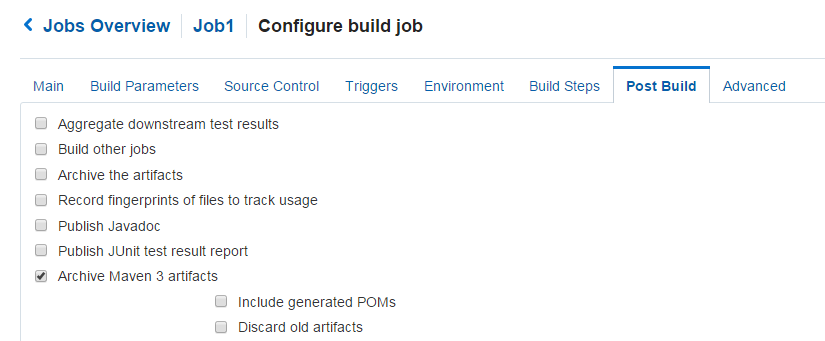 Jobs Overview Job1 Configure build job
Main Build Parameters Source Control Triggers Environment Build Steps Post Build Advanced
Aggregate downstream test results
Build other jobs
Archive the artifacts
Record fingerprints of files to track usage
Publish Javadoc
Publish JUnit test result report
Archive Maven 3 artifacts
Include generated POMs
Discard old artifacts